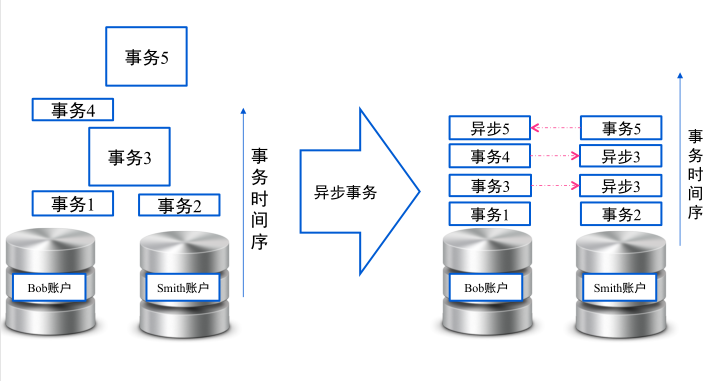 事务5
事务4
事务3
事务1
事务2
Bob账户
Smith账户
事务时间序
异步事务
异步5
事务5
事务4
异步3
事务3
异步3
事务1
事务2
Bob账户
Smith账户
事务时间序